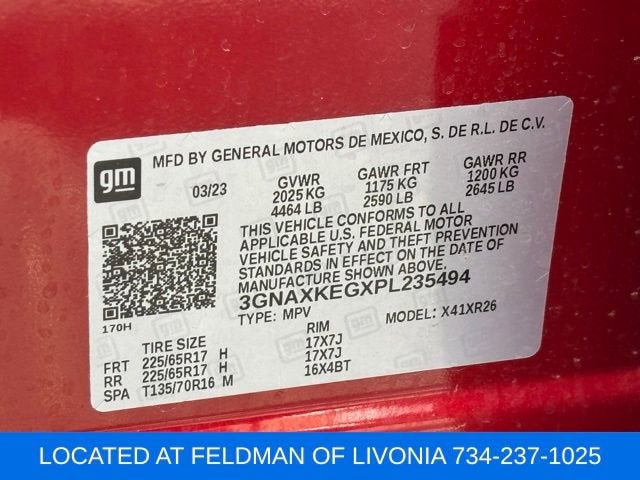 gm
MFD BY GENERAL MOTORS DE MEXICO, S. DE R.L. DE C.V.
03/23 GVWR GAWR FRT GAWR RR
2025 KG 1175 KG 1200 KG
4464 LB 2590 LB 2645 LB
THIS VEHICLE CONFORMS TO ALL
APPLICABLE U.S. FEDERAL MOTOR
VEHICLE SAFETY AND THEFT PREVENTION
STANDARDS IN EFFECT ON THE DATE OF
MANUFACTURE SHOWN ABOVE.
3GNAXKEGXPL235494
170H
TYPE: MPV MODEL: X41XR26
TIRE SIZE RIM
FRT 225/65R17 H 17X7J
RR 225/65R17 H 17X7J
SPA T135/70R16 M 16X4BT
LOCATED AT FELDMAN OF LIVONIA 734-237-1025